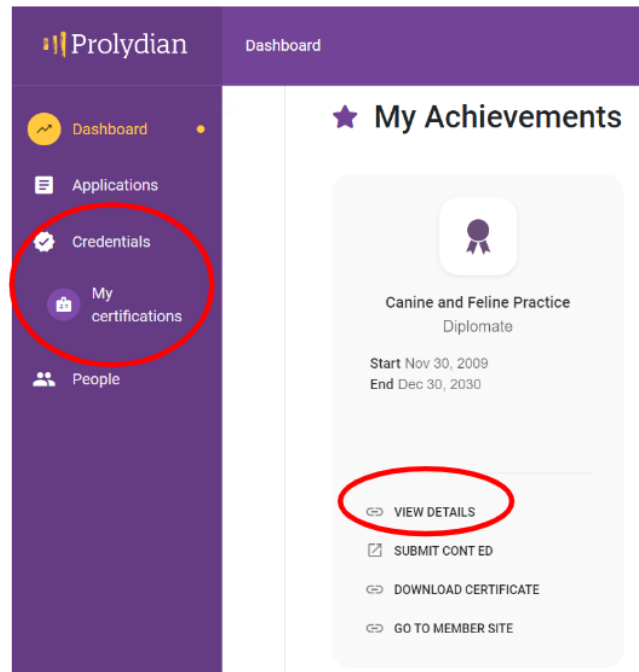 Prolydian
Dashboard
Dashboard
Applications
Credentials
My
certifications
People
My Achievements
Canine and Feline Practice
Diplomate
Start Nov 30, 2009
End Dec 30, 2030
VIEW DETAILS
SUBMIT CONT ED
DOWNLOAD CERTIFICATE
GO TO MEMBER SITE